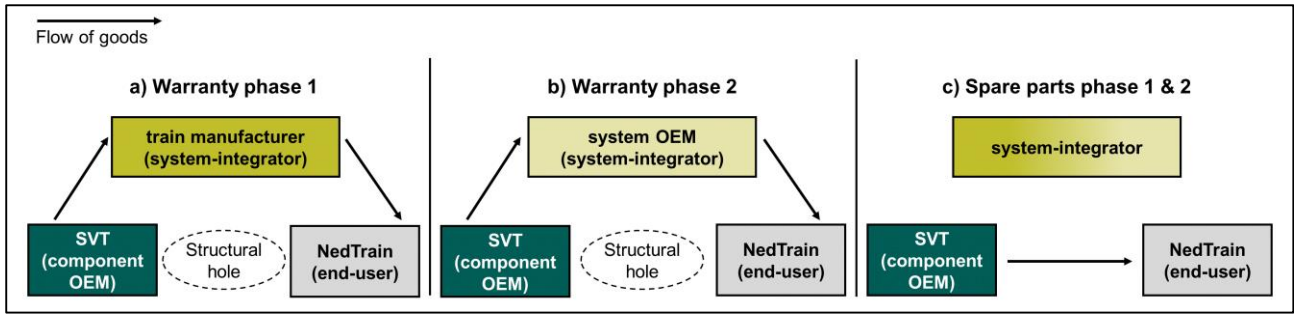 Flow of goods
a) Warranty phase 1
train manufacturer
(system-integrator)
SVT
(component
OEM)
Structural
hole
NedTrain
(end-user)
b) Warranty phase 2
system OEM
(system-integrator)
SVT
(component
OEM)
Structural
hole
NedTrain
(end-user)
c) Spare parts phase 1 & 2
system-integrator
SVT
(component
OEM)
NedTrain
(end-user)